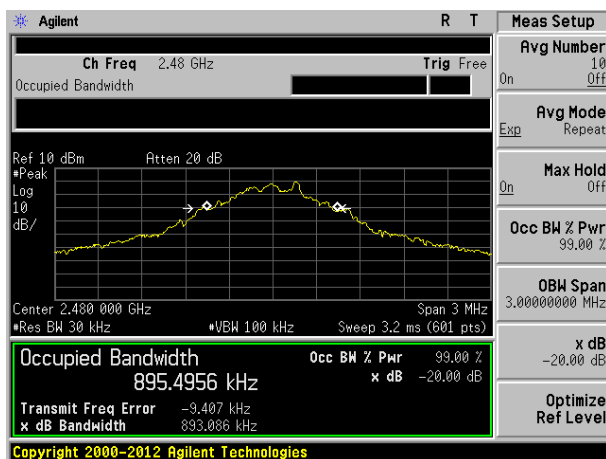 Agilent R T
Ch Freq 2.48 GHz Trig Free
Occupied Bandwidth
Ref 10 dBm Atten 20 dB
#Peak
Log
10
dB/
Center 2.480 000 GHz Span 3 MHz
#Res BW 30 kHz #VBW 100 kHz Sweep 3.2 ms (601 pts)
Occupied Bandwidth Occ BW % Pwr 99.00 %
895.4956 kHz x dB -20.00 dB
Transmit Freq Error -9.407 kHz
x dB Bandwidth 893.086 kHz
Copyright 2000-2012 Agilent Technologies
Meas Setup
Avg Number
10
On Off
Avg Mode
Exp Repeat
Max Hold
On Off
Occ BW % Pwr
99.00 %
OBW Span
3.00000000 MHz
x dB
-20.00 dB
Optimize
Ref Level